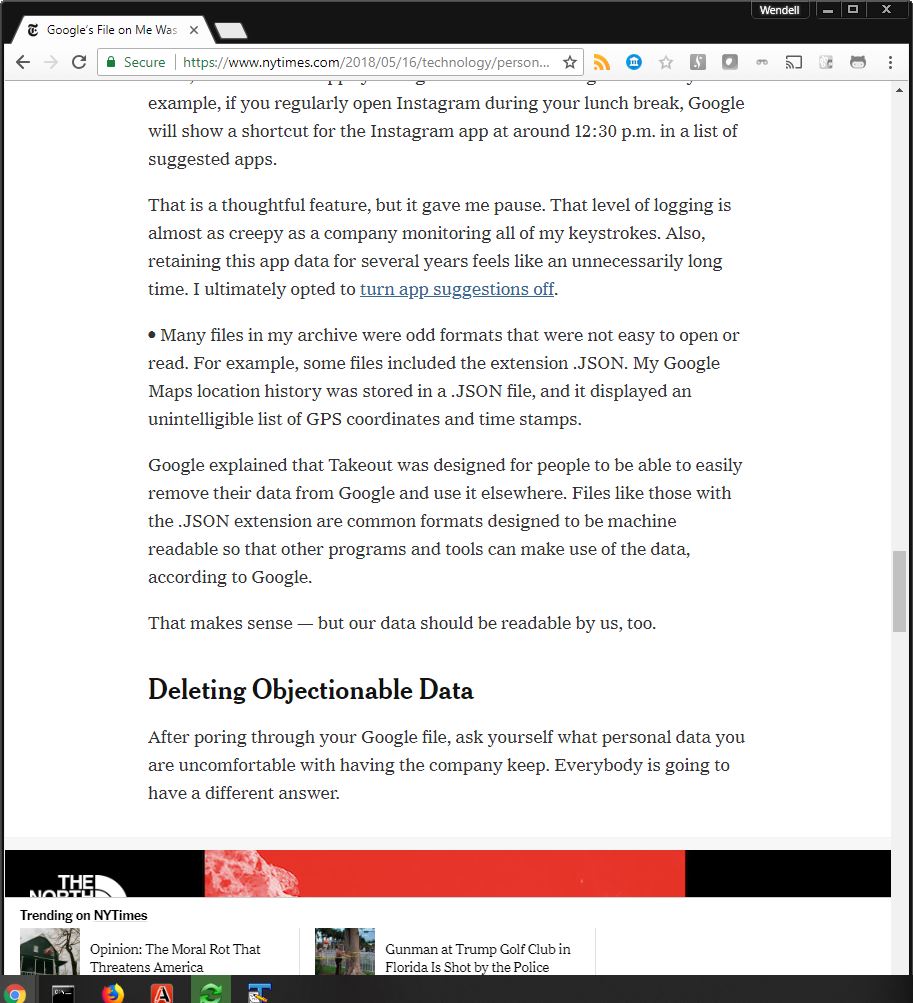 Wendell
Google's File on Me Was
Secure
https://www.nytimes.com/2018/05/16/technology/person...
example, if you regularly open Instagram during your lunch break, Google
will show a shortcut for the Instagram app at around 12:30 p.m. in a list of
suggested apps.
That is a thoughtful feature, but it gave me pause. That level of logging is
almost as creepy as a company monitoring all of my keystrokes. Also,
retaining this app data for several years feels like an unnecessarily long
time. I ultimately opted to turn app suggestions off.
• Many files in my archive were odd formats that were not easy to open or
read. For example, some files included the extension .JSON. My Google
Maps location history was stored in a .JSON file, and it displayed an
unintelligible list of GPS coordinates and time stamps.
Google explained that Takeout was designed for people to be able to easily
remove their data from Google and use it elsewhere. Files like those with
the .JSON extension are common formats designed to be machine
readable so that other programs and tools can make use of the data,
according to Google.
That makes sense — but our data should be readable by us, too.
Deleting Objectionable Data
After poring through your Google file, ask yourself what personal data you
are uncomfortable with having the company keep. Everybody is going to
have a different answer.
THE
NORTH
Trending on NYTimes
Opinion: The Moral Rot That
Threatens America
Gunman at Trump Golf Club in
Florida Is Shot by the Police